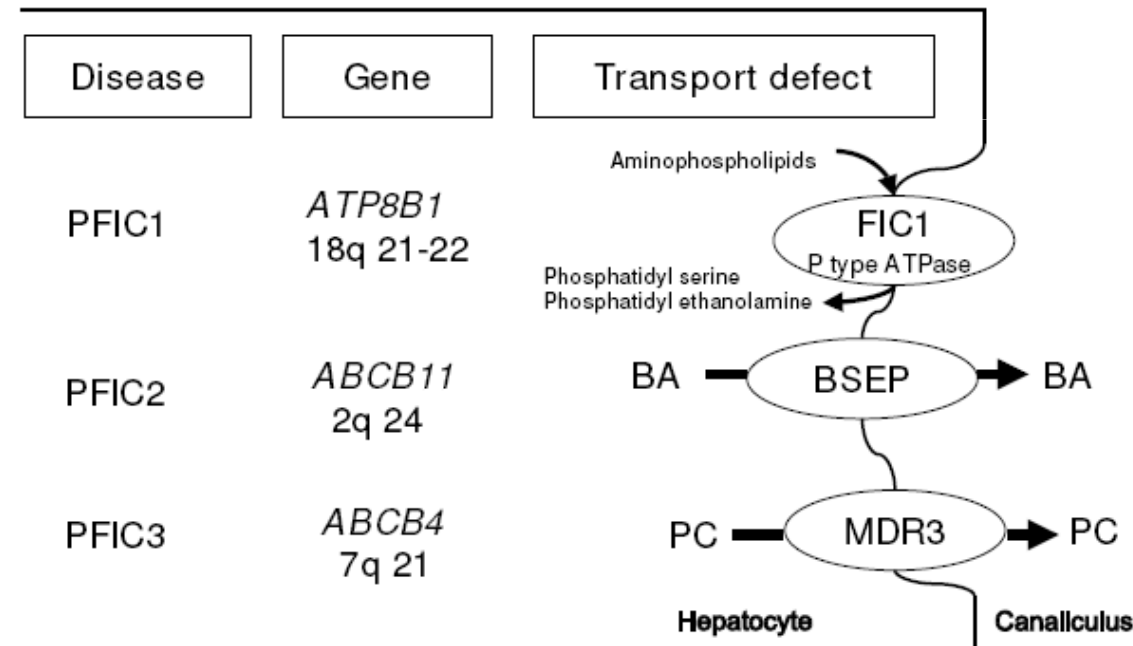 Disease
Gene
Transport defect
Aminophospholipids
PFIC1
ATP8B1
18q 21-22
FIC1
P type ATPase
Phosphatidyl serine
Phosphatidyl ethanolamine
PFIC2
ABCB11
2q 24
BA
BSEP
BA
PFIC3
ABCB4
7q 21
PC
MDR3
PC
Hepatocyte
Canaliculus